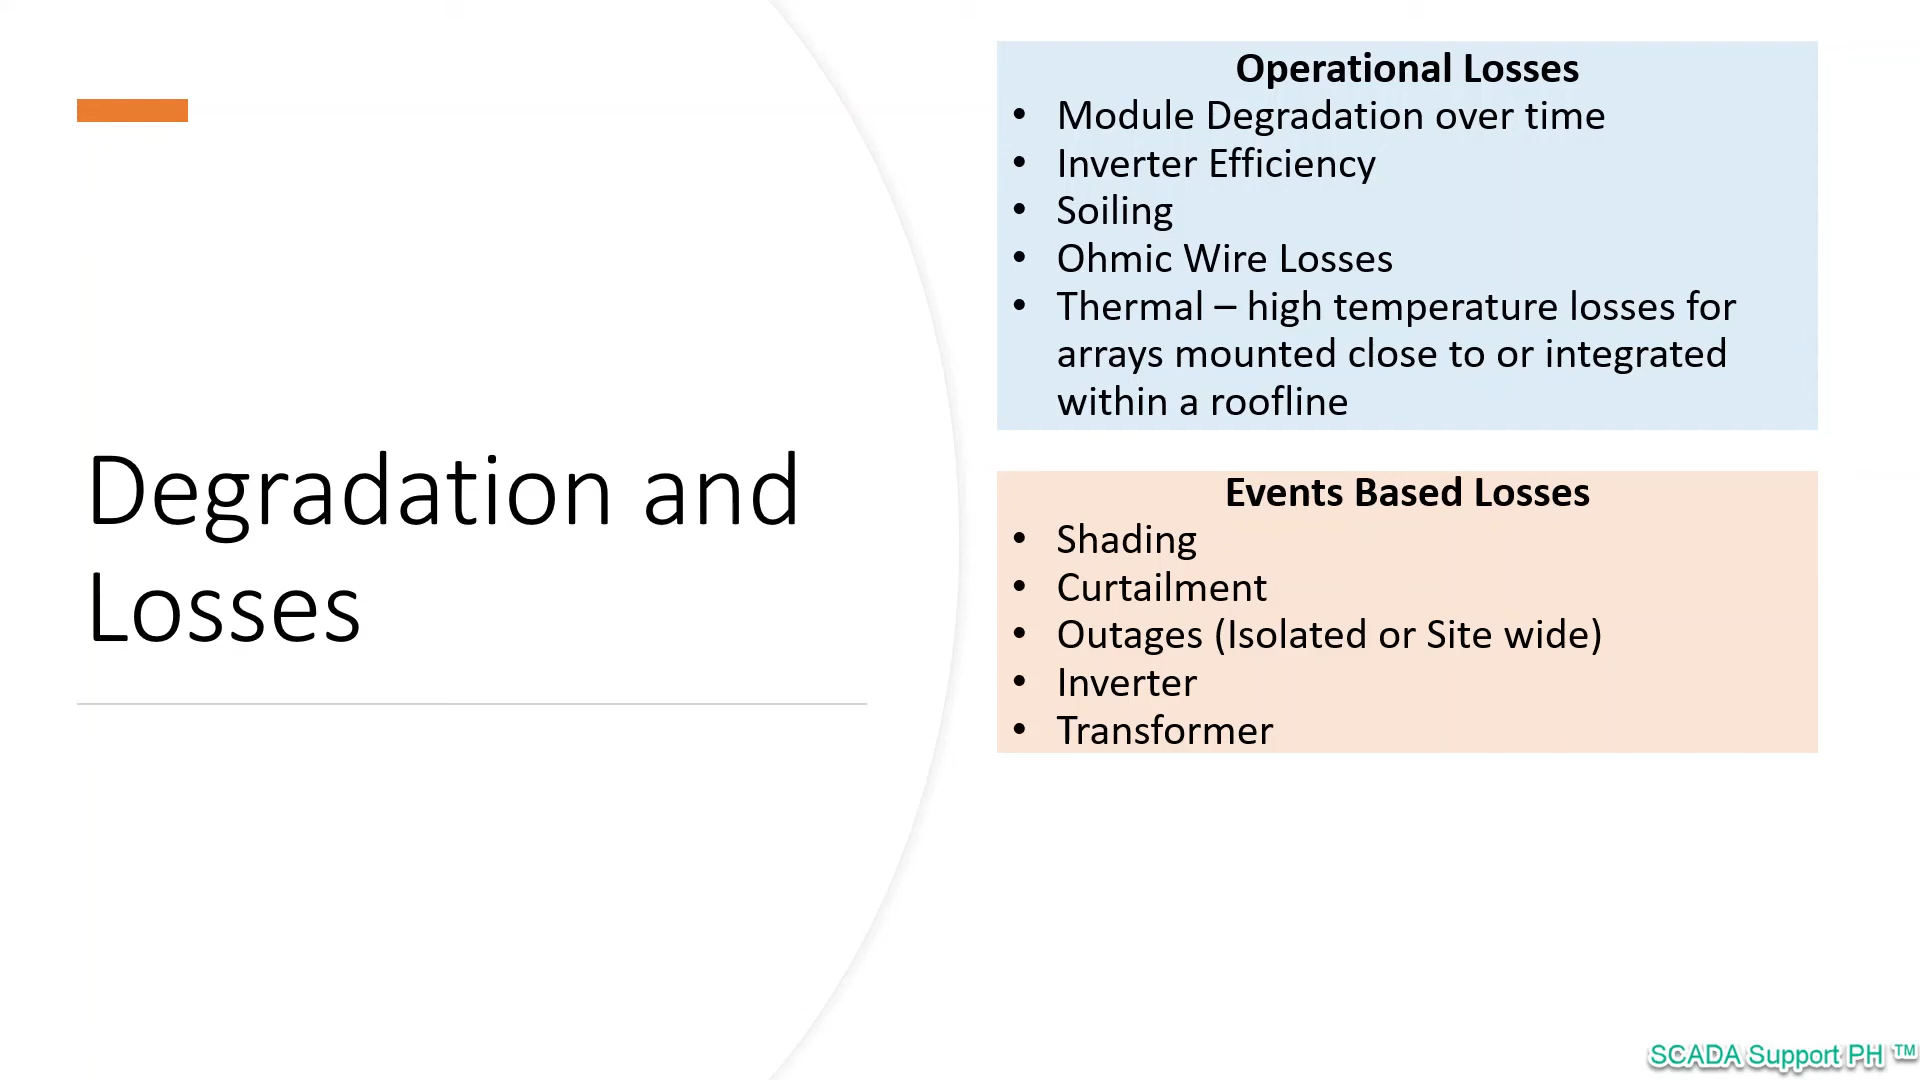 Degradation and
Losses
Operational Losses
• Module Degradation over time
• Inverter Efficiency
• Soiling
• Ohmic Wire Losses
• Thermal – high temperature losses for
arrays mounted close to or integrated
within a roofline
Events Based Losses
• Shading
• Curtailment
• Outages (Isolated or Site wide)
• Inverter
• Transformer
SCADA Support PH ™